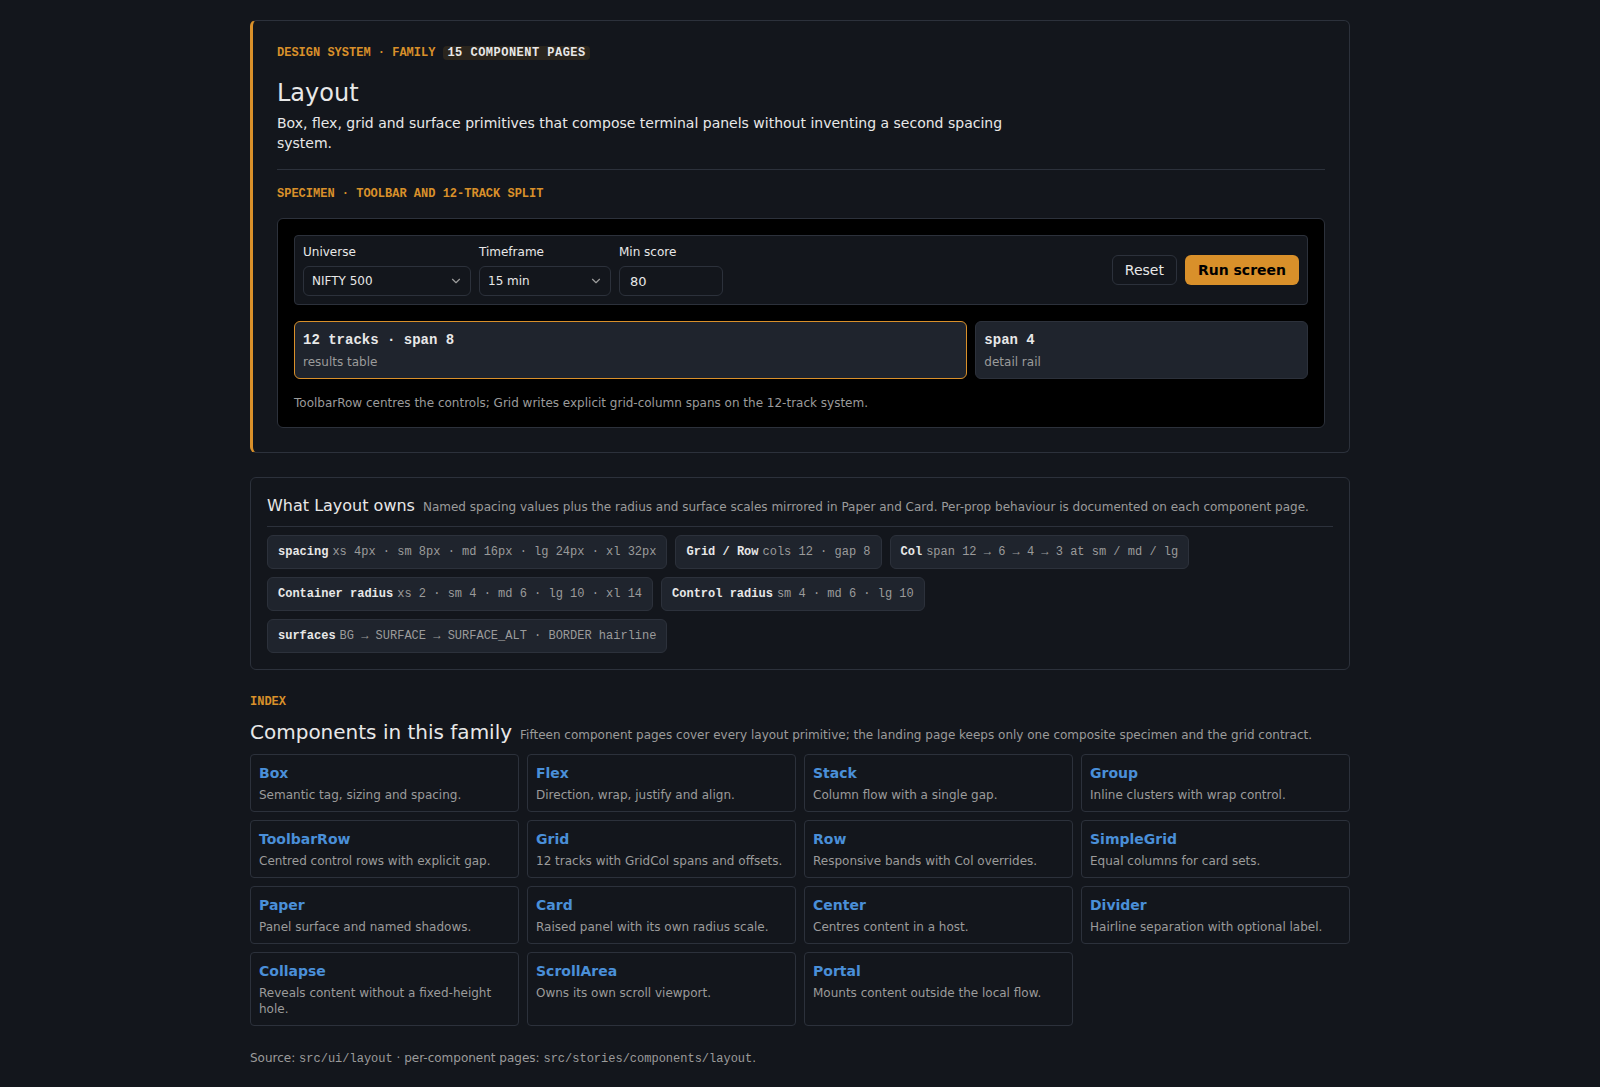 DESIGN SYSTEM · FAMILY 15 COMPONENT PAGES
Layout
Box, flex, grid and surface primitives that compose terminal panels without inventing a second spacing
system.
SPECIMEN · TOOLBAR AND 12-TRACK SPLIT
Universe Timeframe Min score
NIFTY 500 15 min 80 Reset Run screen
12 tracks · span 8
results table
span 4
detail rail
ToolbarRow centres the controls; Grid writes explicit grid-column spans on the 12-track system.
What Layout owns Named spacing values plus the radius and surface scales mirrored in Paper and Card. Per-prop behaviour is documented on each component page.
spacing xs 4px · sm 8px · md 16px · lg 24px · xl 32px
Grid / Row cols 12 · gap 8
Col span 12 → 6 → 4 → 3 at sm / md / lg
Container radius xs 2 · sm 4 · md 6 · lg 10 · xl 14
Control radius sm 4 · md 6 · lg 10
surfaces BG → SURFACE → SURFACE_ALT · BORDER hairline
INDEX
Components in this family Fifteen component pages cover every layout primitive; the landing page keeps only one composite specimen and the grid contract.
Box
Semantic tag, sizing and spacing.
Flex
Direction, wrap, justify and align.
Stack
Column flow with a single gap.
Group
Inline clusters with wrap control.
ToolbarRow
Centred control rows with explicit gap.
Grid
12 tracks with GridCol spans and offsets.
Row
Responsive bands with Col overrides.
SimpleGrid
Equal columns for card sets.
Paper
Panel surface and named shadows.
Card
Raised panel with its own radius scale.
Center
Centres content in a host.
Divider
Hairline separation with optional label.
Collapse
Reveals content without a fixed-height
hole.
ScrollArea
Owns its own scroll viewport.
Portal
Mounts content outside the local flow.
Source: src/ui/layout · per-component pages: src/stories/components/layout.